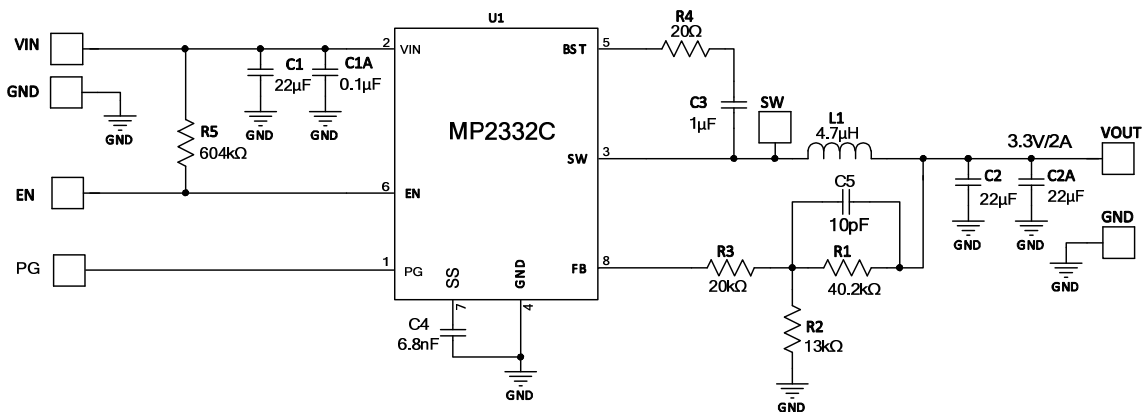 U1
VIN
GND
GND
R5
604kΩ
EN
PG
C1
22µF
GND
C1A
0.1µF
GND
2
VIN
6
EN
1
PG
MP2332C
BST
5
SW
3
FB
8
SS
7
GND
4
C4
6.8nF
GND
R4
20Ω
C3
1µF
SW
L1
4.7µH
3.3V/2A
VOUT
C5
10pF
R3
20kΩ
R1
40.2kΩ
R2
13kΩ
GND
C2
22µF
GND
C2A
22µF
GND
GND
GND